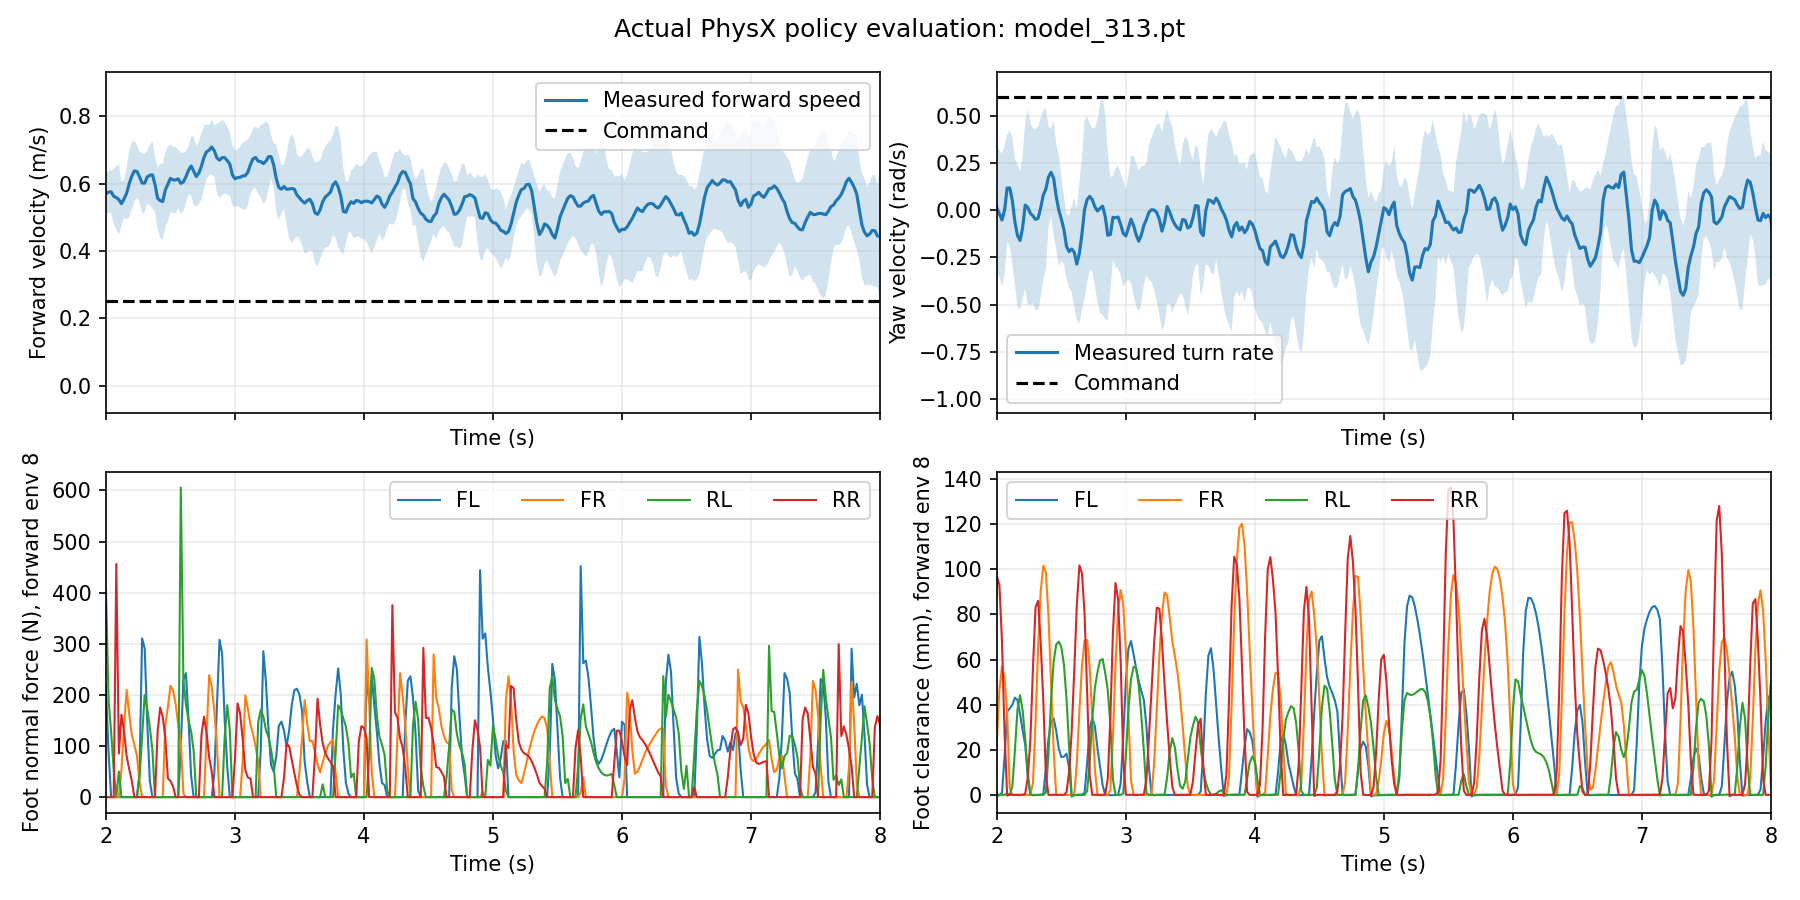 Actual PhysX policy evaluation: model_313.pt
Forward velocity (m/s)
0.8
0.6
0.4
0.2
0.0
Measured forward speed
Command
Time (s)
Yaw velocity (rad/s)
0.50
0.25
0.00
−0.25
−0.50
−0.75
−1.00
Measured turn rate
Command
Time (s)
Foot normal force (N), forward env 8
600
500
400
300
200
100
0
FL FR RL RR
2 3 4 5 6 7 8
Time (s)
Foot clearance (mm), forward env 8
140
120
100
80
60
40
20
0
FL FR RL RR
2 3 4 5 6 7 8
Time (s)